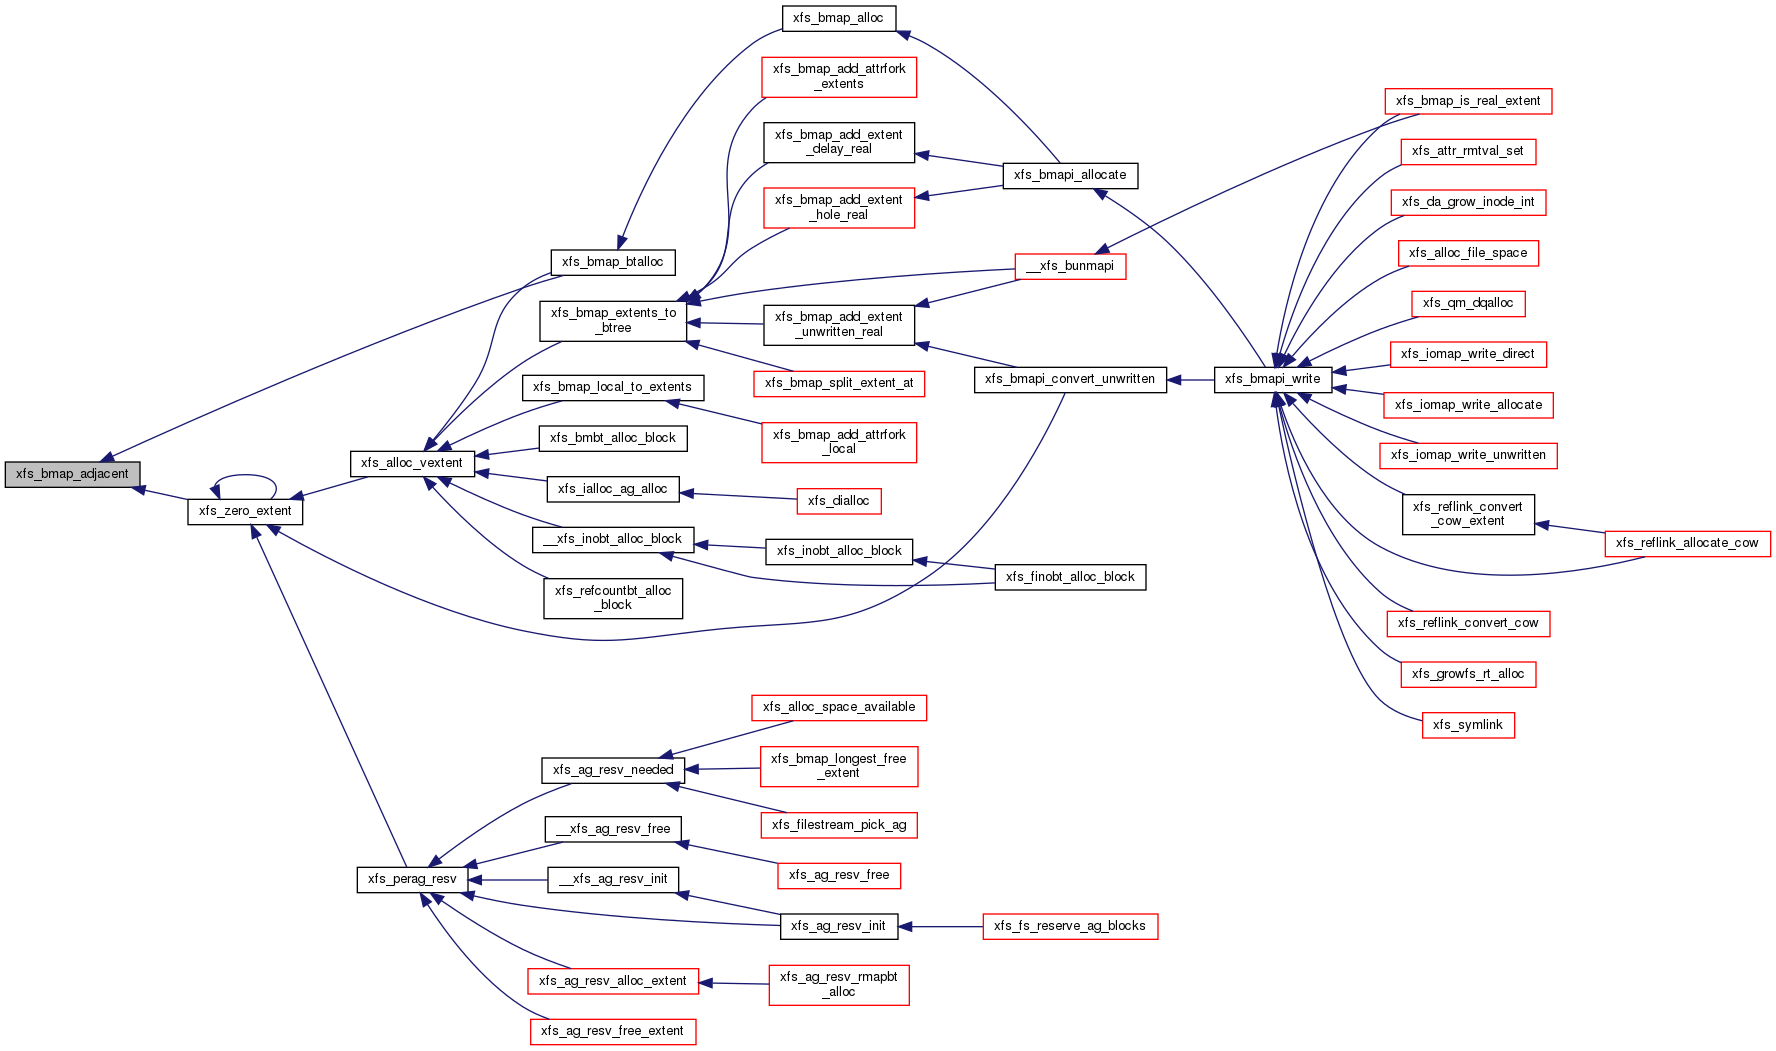 xfs_bmap_alloc
xfs_bmap_add_attrfork
_extents
xfs_bmap_is_real_extent
xfs_bmap_add_extent
_delay_real
xfs_attr_rmtval_set
xfs_bmapi_allocate
xfs_bmap_add_extent
_hole_real
xfs_da_grow_inode_int
xfs_bmap_btalloc
__xfs_bunmapi
xfs_alloc_file_space
xfs_bmap_extents_to
_btree
xfs_bmap_add_extent
_unwritten_real
xfs_qm_dqalloc
xfs_iomap_write_direct
xfs_bmap_local_to_extents
xfs_bmap_split_extent_at
xfs_bmapi_convert_unwritten
xfs_bmapi_write
xfs_iomap_write_allocate
xfs_bmbt_alloc_block
xfs_bmap_add_attrfork
_local
xfs_iomap_write_unwritten
xfs_bmap_adjacent
xfs_alloc_vextent
xfs_ialloc_ag_alloc
xfs_dialloc
xfs_zero_extent
xfs_reflink_convert
_cow_extent
__xfs_inobt_alloc_block
xfs_inobt_alloc_block
xfs_reflink_allocate_cow
xfs_finobt_alloc_block
xfs_refcountbt_alloc
_block
xfs_reflink_convert_cow
xfs_growfs_rt_alloc
xfs_alloc_space_available
xfs_symlink
xfs_ag_resv_needed
xfs_bmap_longest_free
_extent
xfs_filestream_pick_ag
__xfs_ag_resv_free
xfs_perag_resv
__xfs_ag_resv_init
xfs_ag_resv_free
xfs_ag_resv_init
xfs_fs_reserve_ag_blocks
xfs_ag_resv_alloc_extent
xfs_ag_resv_rmapbt
_alloc
xfs_ag_resv_free_extent